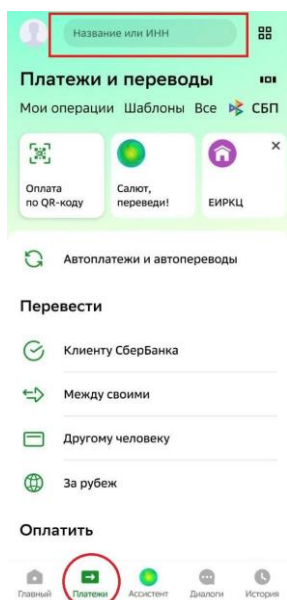 Название или ИНН
Платежи и переводы
Мои операции Шаблоны Все СБП
Оплата
по QR-коду
Салют,
переведи!
ЕИРКЦ
Автоплатежи и автопереводы
Перевести
Клиенту СберБанка
Между своими
Другому человеку
За рубеж
Оплатить
Главный Платежи Ассистент Диалоги История